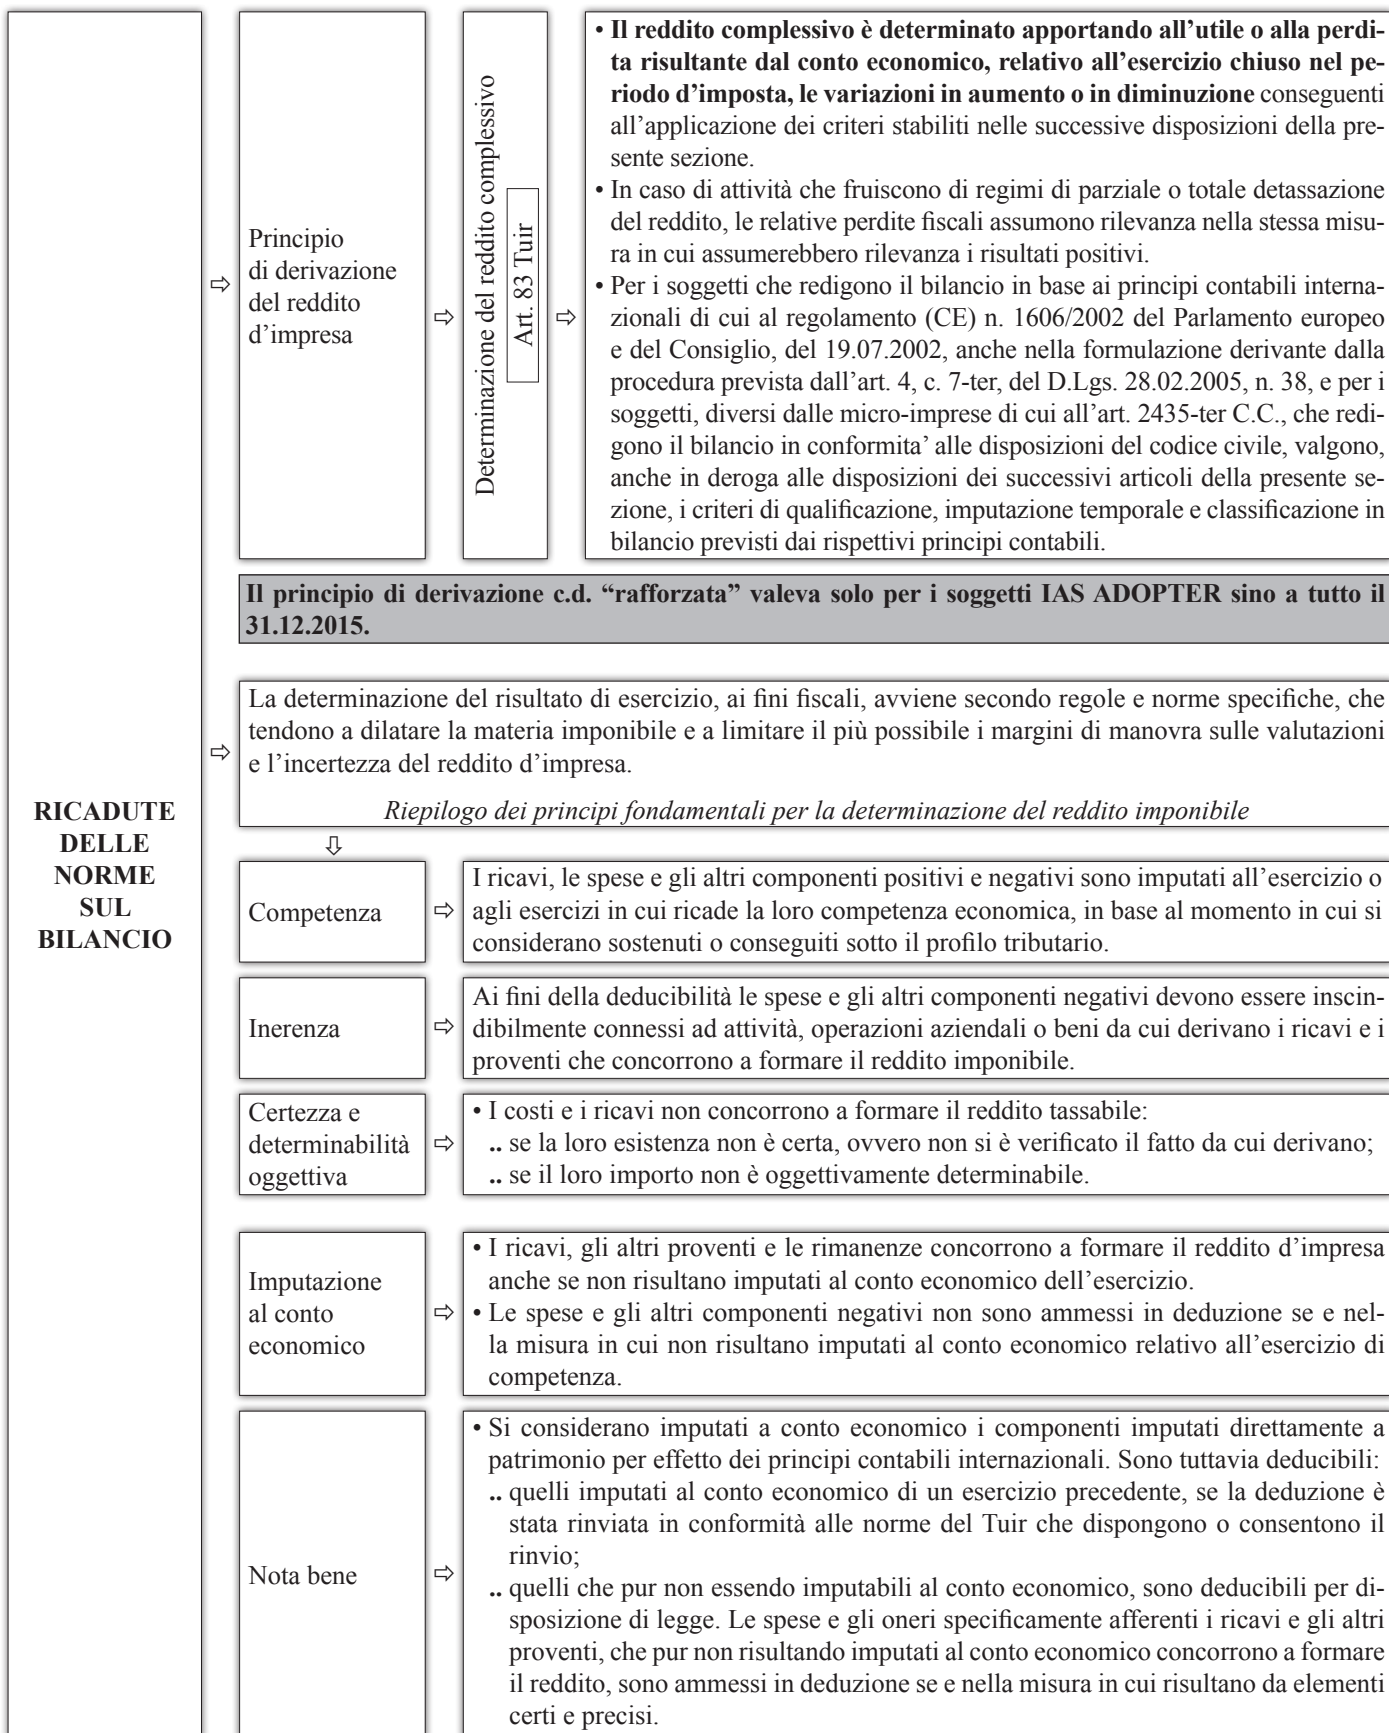 RICADUTE
DELLE
NORME
SUL
BILANCIO
Principio
di derivazione
del reddito
d’impresa
Determinazione del reddito complessivo
Art. 83 Tuir
• Il reddito complessivo è determinato apportando all’utile o alla perdi-
ta risultante dal conto economico, relativo all’esercizio chiuso nel pe-
riodo d’imposta, le variazioni in aumento o in diminuzione conseguenti
all’applicazione dei criteri stabiliti nelle successive disposizioni della pre-
sente sezione.
• In caso di attività che fruiscono di regimi di parziale o totale detassazione
del reddito, le relative perdite fiscali assumono rilevanza nella stessa misu-
ra in cui assumerebbero rilevanza i risultati positivi.
• Per i soggetti che redigono il bilancio in base ai principi contabili interna-
zionali di cui al regolamento (CE) n. 1606/2002 del Parlamento europeo
e del Consiglio, del 19.07.2002, anche nella formulazione derivante dalla
procedura prevista dall’art. 4, c. 7-ter, del D.Lgs. 28.02.2005, n. 38, e per i
soggetti, diversi dalle micro-imprese di cui all’art. 2435-ter C.C., che redi-
gono il bilancio in conformita’ alle disposizioni del codice civile, valgono,
anche in deroga alle disposizioni dei successivi articoli della presente se-
zione, i criteri di qualificazione, imputazione temporale e classificazione in
bilancio previsti dai rispettivi principi contabili.
Il principio di derivazione c.d. “rafforzata” valeva solo per i soggetti IAS ADOPTER sino a tutto il
31.12.2015.
La determinazione del risultato di esercizio, ai fini fiscali, avviene secondo regole e norme specifiche, che
tendono a dilatare la materia imponibile e a limitare il più possibile i margini di manovra sulle valutazioni
e l’incertezza del reddito d’impresa.
Riepilogo dei principi fondamentali per la determinazione del reddito imponibile
Competenza
I ricavi, le spese e gli altri componenti positivi e negativi sono imputati all’esercizio o
agli esercizi in cui ricade la loro competenza economica, in base al momento in cui si
considerano sostenuti o conseguiti sotto il profilo tributario.
Inerenza
Ai fini della deducibilità le spese e gli altri componenti negativi devono essere inscin-
dibilmente connessi ad attività, operazioni aziendali o beni da cui derivano i ricavi e i
proventi che concorrono a formare il reddito imponibile.
Certezza e
determinabilità
oggettiva
• I costi e i ricavi non concorrono a formare il reddito tassabile:
.. se la loro esistenza non è certa, ovvero non si è verificato il fatto da cui derivano;
.. se il loro importo non è oggettivamente determinabile.
Imputazione
al conto
economico
• I ricavi, gli altri proventi e le rimanenze concorrono a formare il reddito d’impresa
anche se non risultano imputati al conto economico dell’esercizio.
• Le spese e gli altri componenti negativi non sono ammessi in deduzione se e nel-
la misura in cui non risultano imputati al conto economico relativo all’esercizio di
competenza.
Nota bene
• Si considerano imputati a conto economico i componenti imputati direttamente a
patrimonio per effetto dei principi contabili internazionali. Sono tuttavia deducibili:
.. quelli imputati al conto economico di un esercizio precedente, se la deduzione è
stata rinviata in conformità alle norme del Tuir che dispongono o consentono il
rinvio;
.. quelli che pur non essendo imputabili al conto economico, sono deducibili per di-
sposizione di legge. Le spese e gli oneri specificamente afferenti i ricavi e gli altri
proventi, che pur non risultando imputati al conto economico concorrono a formare
il reddito, sono ammessi in deduzione se e nella misura in cui risultano da elementi
certi e precisi.